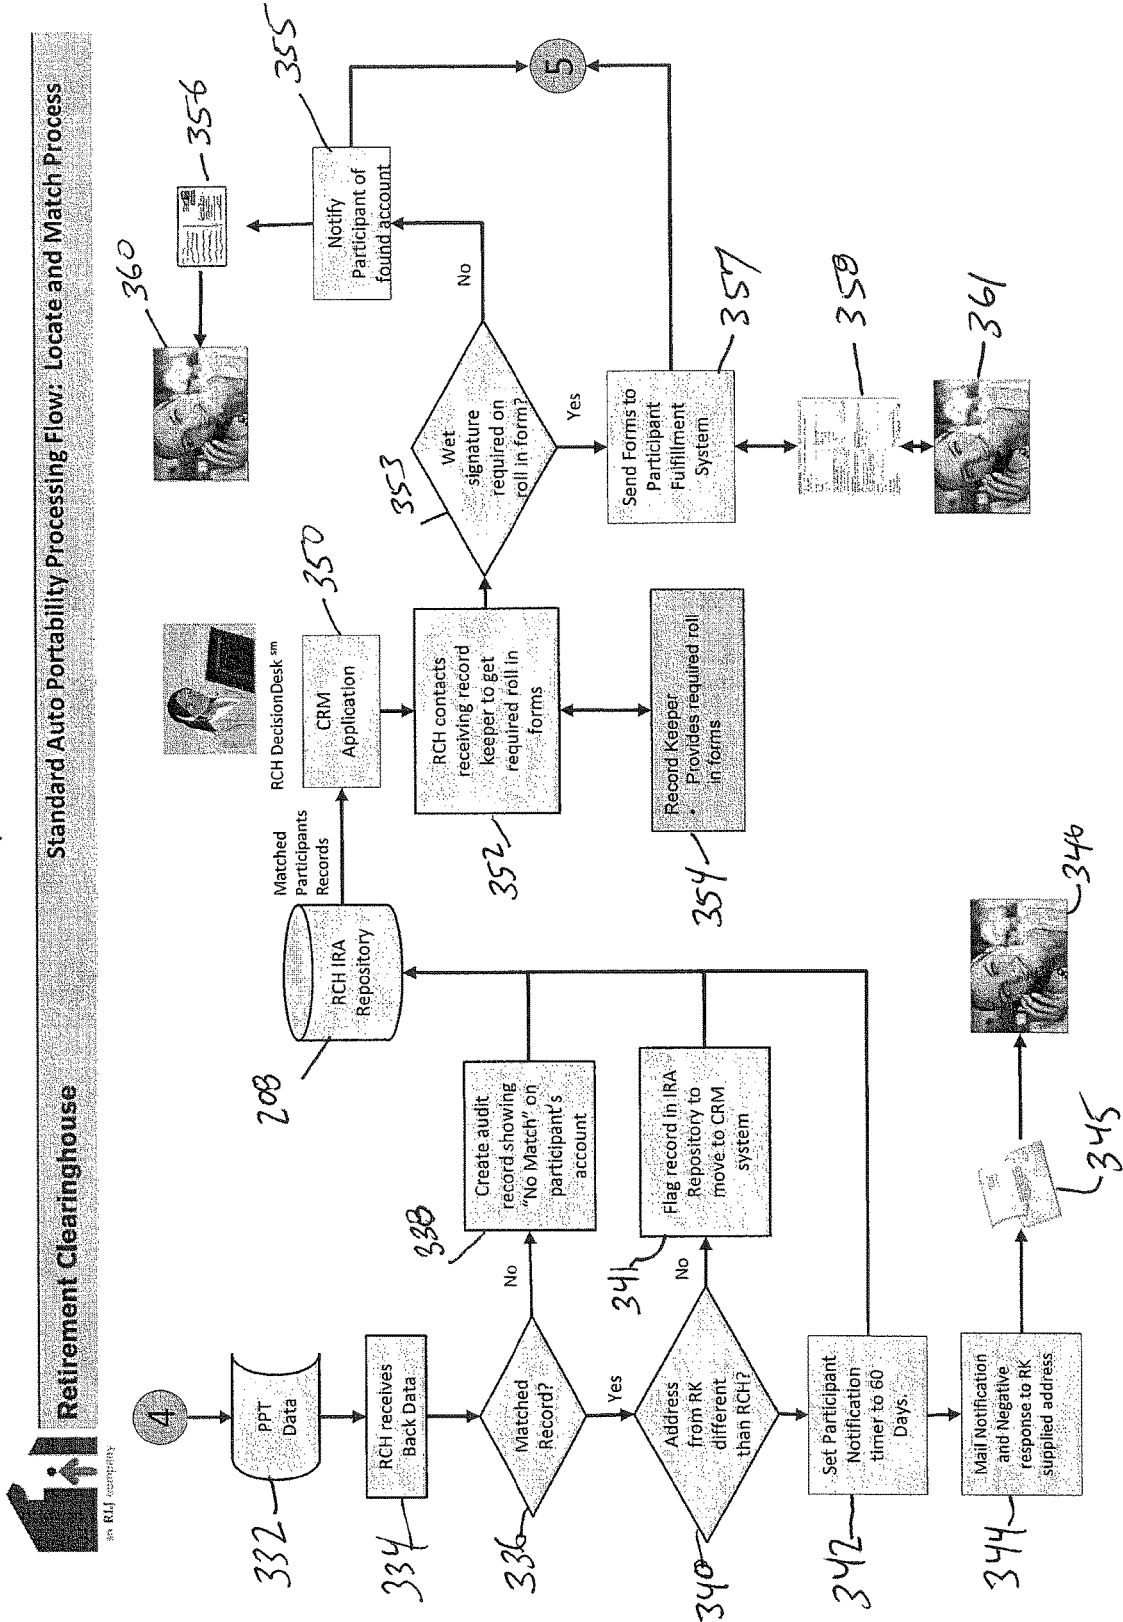 Retirement Clearinghouse
Standard Auto Portability Processing Flow: Locate and Match Process
an RLJ company
4
PPT
Data
332
RCH receives
Back Data
334
Matched
Record?
336
No
Yes
Create audit
record showing
"No Match" on
participant's
account
338
Address
from RK
different
than RCH?
340
No
Flag record in IRA
Repository to
move to CRM
system
341
Set Participant
Notification
timer to 60
Days.
342
Mail Notification
and Negative
response to RK
supplied address
344
345
346
RCH IRA
Repository
208
Matched
Participants
Records
RCH DecisionDesk ℠
CRM
Application
350
RCH contacts
receiving record
keeper to get
required roll in
forms
352
Record Keeper
• Provides required roll
in forms
354
Wet
signature
required on
roll in form?
353
No
Yes
Notify
Participant of
found account
355
356
360
Send Forms to
Participant
Fulfillment
System
357
358
361
5